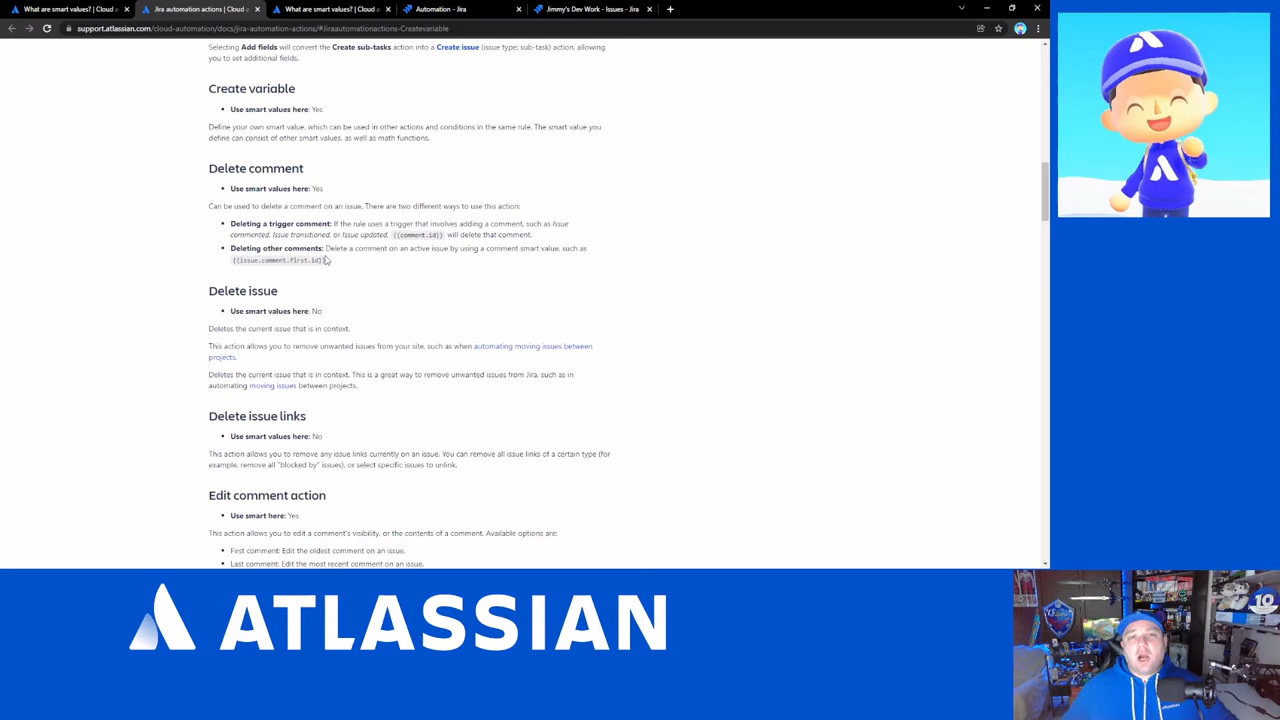 What are smart values? | Cloud a
Jira automation actions | Cloud
What are smart values? | Cloud
Automation - Jira
Jimmy's Dev Work - Issues - Jira
support.atlassian.com/cloud-automation/docs/jira-automation-actions/#Jiraautomationactions-Createvariable
Selecting Add fields will convert the Create sub-tasks action into a Create issue (issue type: sub-task) action, allowing
you to set additional fields.
Create variable
• Use smart values here: Yes
Define your own smart value, which can be used in other actions and conditions in the same rule. The smart value you
define can consist of other smart values, as well as math functions.
Delete comment
• Use smart values here: Yes
Can be used to delete a comment on an issue. There are two different ways to use this action:
• Deleting a trigger comment: If the rule uses a trigger that involves adding a comment, such as Issue
commented, Issue transitioned, or Issue updated, {{comment.id}} will delete that comment.
• Deleting other comments: Delete a comment on an active issue by using a comment smart value, such as
{{issue.comment.first.id}}
Delete issue
• Use smart values here: No
Deletes the current issue that is in context.
This action allows you to remove unwanted issues from your site, such as when automating moving issues between
projects.
Deletes the current issue that is in context. This is a great way to remove unwanted issues from Jira, such as in
automating moving issues between projects.
Delete issue links
• Use smart values here: No
This action allows you to remove any issue links currently on an issue. You can remove all issue links of a certain type (for
example, remove all "blocked by" issues), or select specific issues to unlink.
Edit comment action
• Use smart here: Yes
This action allows you to edit a comment's visibility, or the contents of a comment. Available options are:
• First comment: Edit the oldest comment on an issue.
• Last comment: Edit the most recent comment on an issue.
ATLASSIAN
10